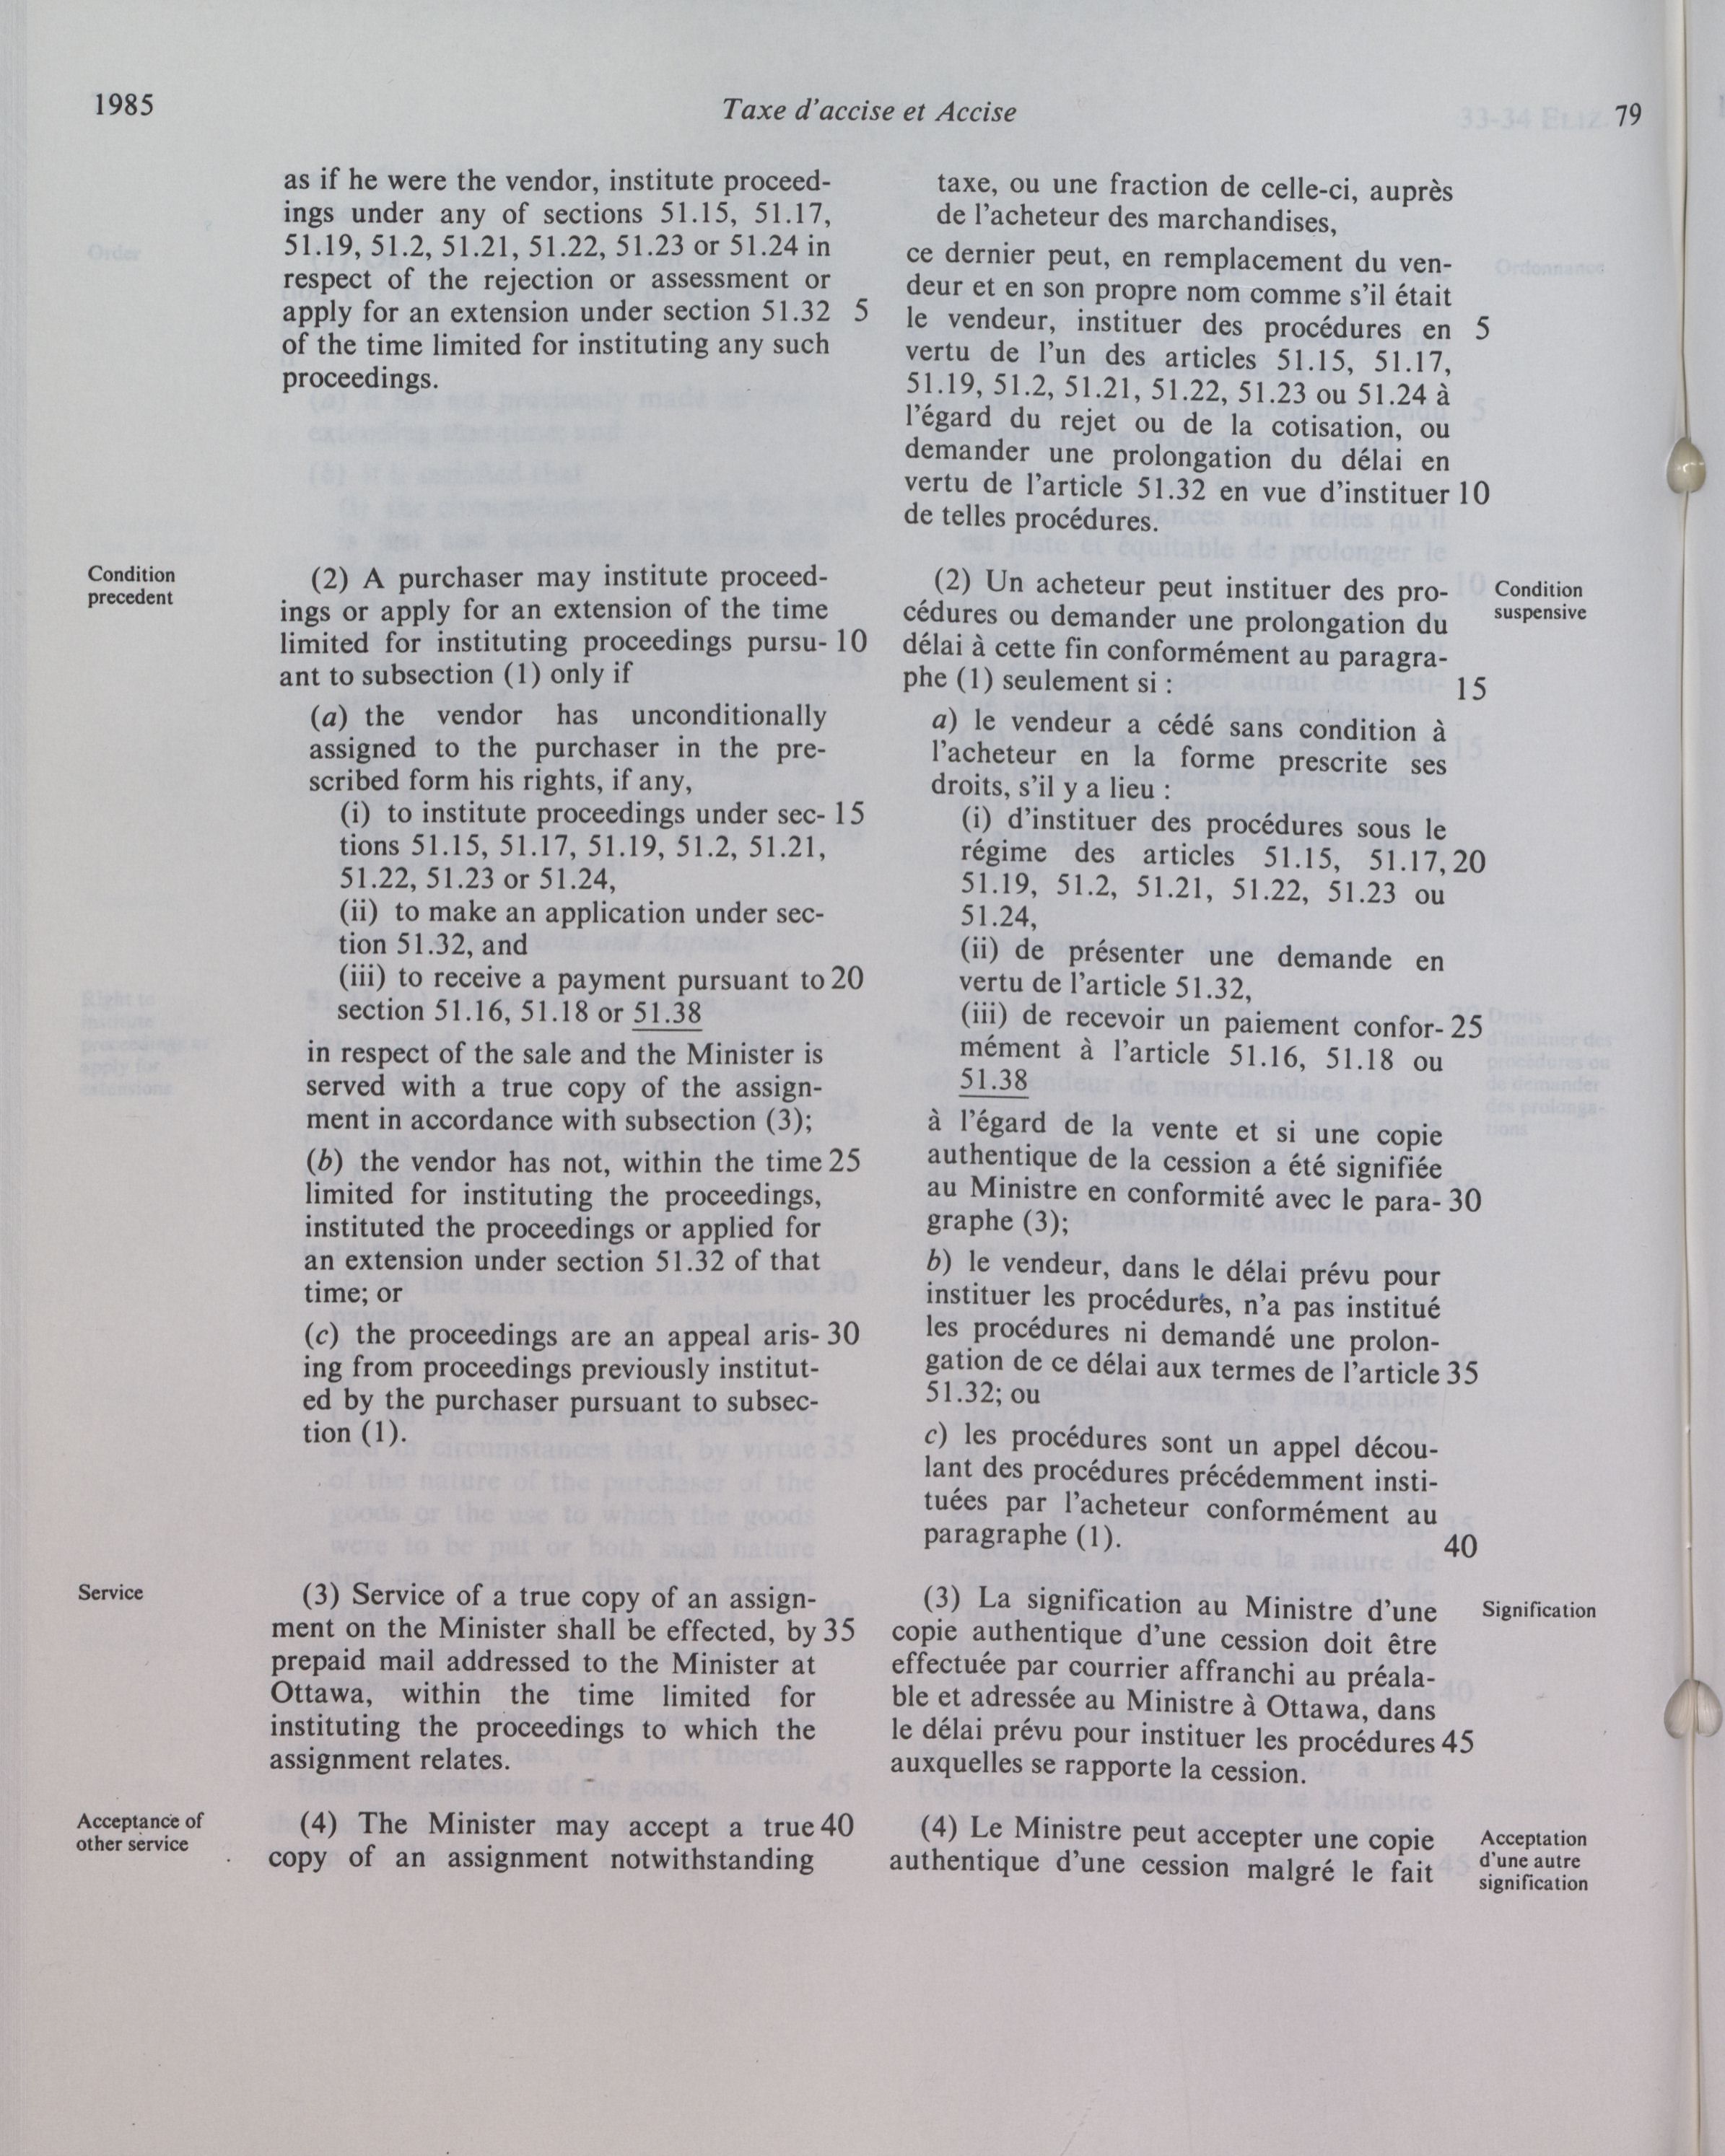 1985
Taxe d'accise et Accise
79
as if he were the vendor, institute proceed-
ings under any of sections 51.15, 51.17,
51.19, 51.2, 51.21, 51.22, 51.23 or 51.24 in
respect of the rejection or assessment or
apply for an extension under section 51.32 5
of the time limited for instituting any such
proceedings.
Condition
precedent
(2) A purchaser may institute proceed-
ings or apply for an extension of the time
limited for instituting proceedings pursu- 10
ant to subsection (1) only if
(a) the vendor has unconditionally
assigned to the purchaser in the pre-
scribed form his rights, if any,
(i) to institute proceedings under sec- 15
tions 51.15, 51.17, 51.19, 51.2, 51.21,
51.22, 51.23 or 51.24,
(ii) to make an application under sec-
tion 51.32, and
(iii) to receive a payment pursuant to 20
section 51.16, 51.18 or 51.38
in respect of the sale and the Minister is
served with a true copy of the assign-
ment in accordance with subsection (3);
(b) the vendor has not, within the time 25
limited for instituting the proceedings,
instituted the proceedings or applied for
an extension under section 51.32 of that
time; or
(c) the proceedings are an appeal aris- 30
ing from proceedings previously institut-
ed by the purchaser pursuant to subsec-
tion (1).
Service
(3) Service of a true copy of an assign-
ment on the Minister shall be effected, by 35
prepaid mail addressed to the Minister at
Ottawa, within the time limited for
instituting the proceedings to which the
assignment relates.
Acceptance of
other service
(4) The Minister may accept a true 40
copy of an assignment notwithstanding
taxe, ou une fraction de celle-ci, auprès
de l'acheteur des marchandises,
ce dernier peut, en remplacement du ven-
deur et en son propre nom comme s'il était
le vendeur, instituer des procédures en 5
vertu de l'un des articles 51.15, 51.17,
51.19, 51.2, 51.21, 51.22, 51.23 ou 51.24 à
l'égard du rejet ou de la cotisation, ou
demander une prolongation du délai en
vertu de l'article 51.32 en vue d'instituer 10
de telles procédures.
(2) Un acheteur peut instituer des pro-
cédures ou demander une prolongation du
délai à cette fin conformément au paragra-
phe (1) seulement si : 15
Condition
suspensive
a) le vendeur a cédé sans condition à
l'acheteur en la forme prescrite ses
droits, s'il y a lieu :
(i) d'instituer des procédures sous le
régime des articles 51.15, 51.17, 20
51.19, 51.2, 51.21, 51.22, 51.23 ou
51.24,
(ii) de présenter une demande en
vertu de l'article 51.32,
(iii) de recevoir un paiement confor- 25
mément à l'article 51.16, 51.18 ou
51.38
à l'égard de la vente et si une copie
authentique de la cession a été signifiée
au Ministre en conformité avec le para- 30
graphe (3);
b) le vendeur, dans le délai prévu pour
instituer les procédures, n'a pas institué
les procédures ni demandé une prolon-
gation de ce délai aux termes de l'article 35
51.32; ou
c) les procédures sont un appel décou-
lant des procédures précédemment insti-
tuées par l'acheteur conformément au
paragraphe (1). 40
(3) La signification au Ministre d'une
copie authentique d'une cession doit être
effectuée par courrier affranchi au préala-
ble et adressée au Ministre à Ottawa, dans
le délai prévu pour instituer les procédures 45
auxquelles se rapporte la cession.
Signification
(4) Le Ministre peut accepter une copie
authentique d'une cession malgré le fait
Acceptation
d'une autre
signification